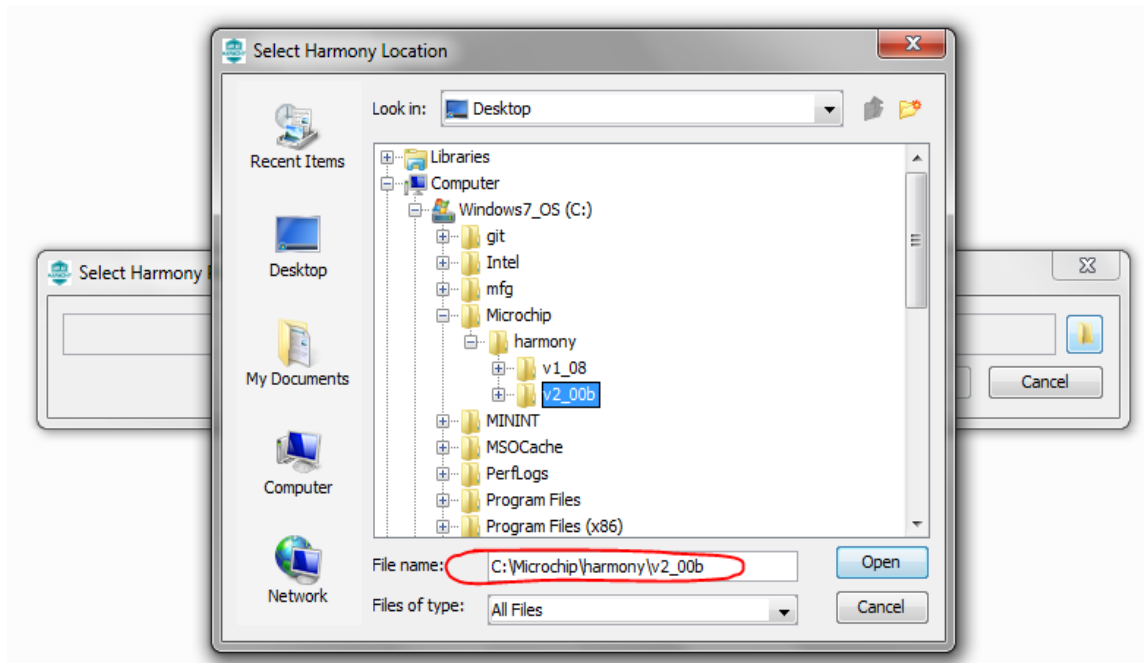 Select Harmony Location
Look in: Desktop
Recent Items
Desktop
My Documents
Computer
Network
Libraries
Computer
Windows7_OS (C:)
git
Intel
mfg
Microchip
harmony
v1_08
v2_00b
MININT
MSOCache
PerfLogs
Program Files
Program Files (x86)
File name: C:\Microchip\harmony\v2_00b
Open
Files of type: All Files
Cancel
Select Harmony
Cancel